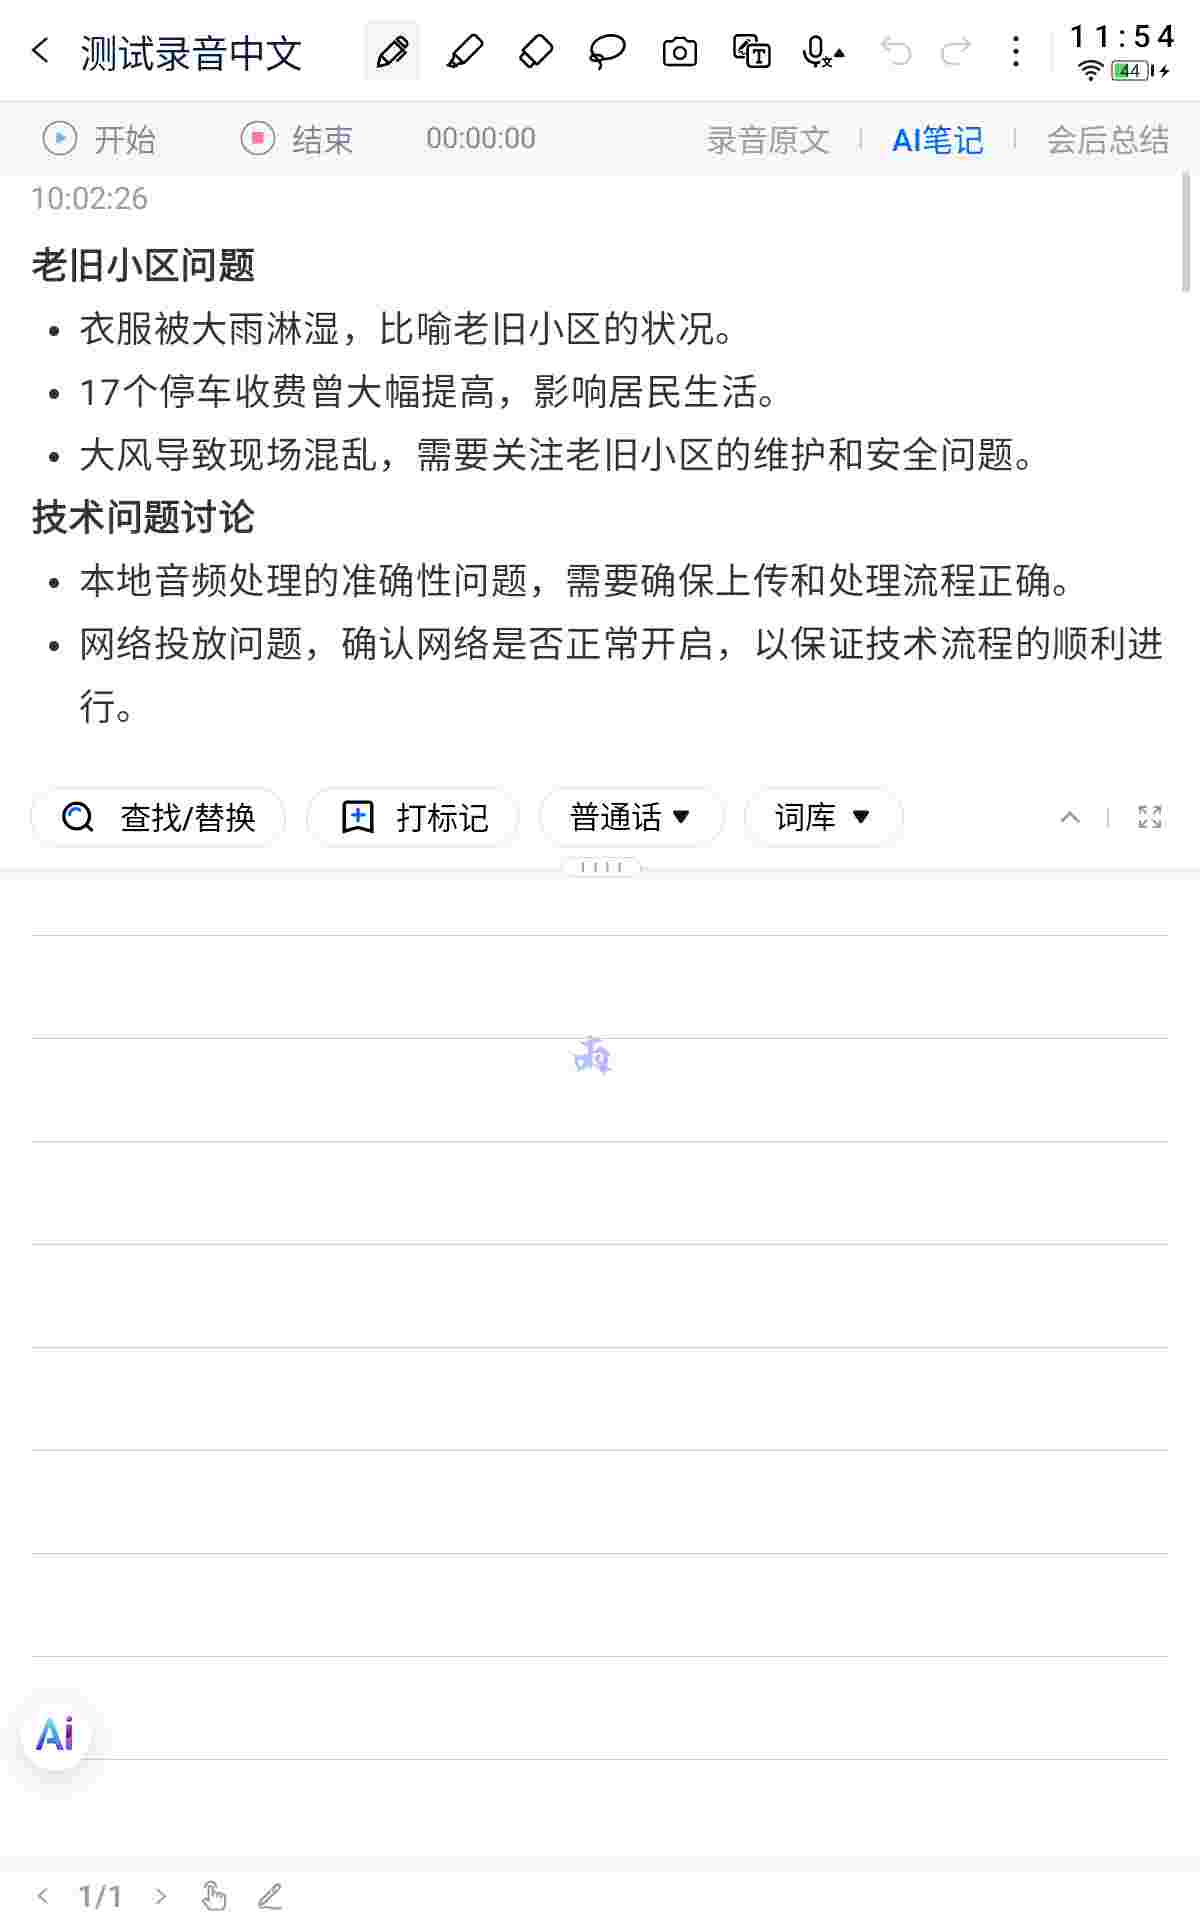 测试录音中文
11:54
44
开始 结束 00:00:00 录音原文 AI笔记 会后总结
10:02:26
老旧小区问题
• 衣服被大雨淋湿，比喻老旧小区的状况。
• 17个停车收费曾大幅提高，影响居民生活。
• 大风导致现场混乱，需要关注老旧小区的维护和安全问题。
技术问题讨论
• 本地音频处理的准确性问题，需要确保上传和处理流程正确。
• 网络投放问题，确认网络是否正常开启，以保证技术流程的顺利进
行。
查找/替换 打标记 普通话 词库
Ai
1/1